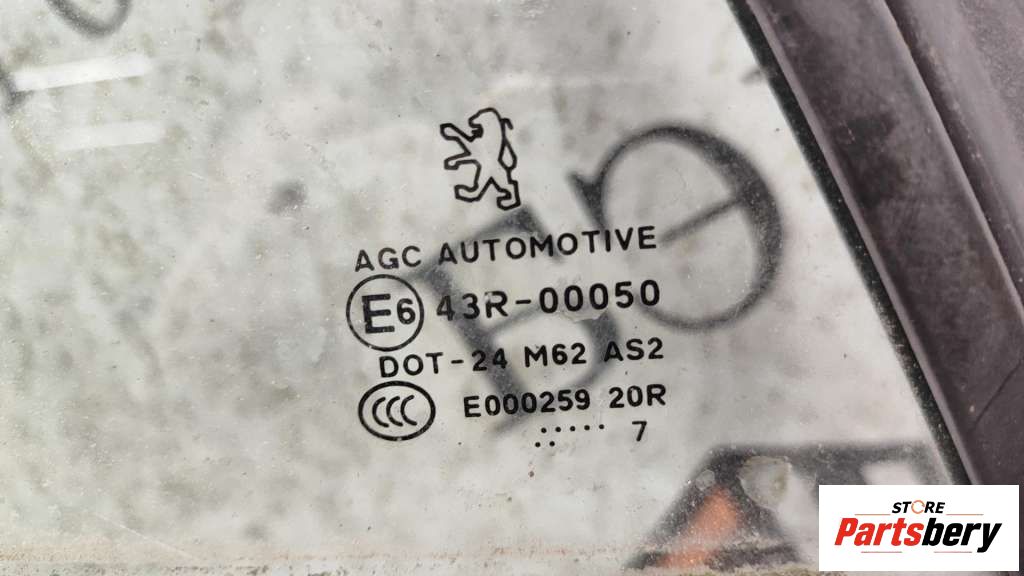 AGC AUTOMOTIVE
E6 43R-00050
DOT-24 M62 AS2
CCC E000259 20R
....... 7
STORE
Partsbery